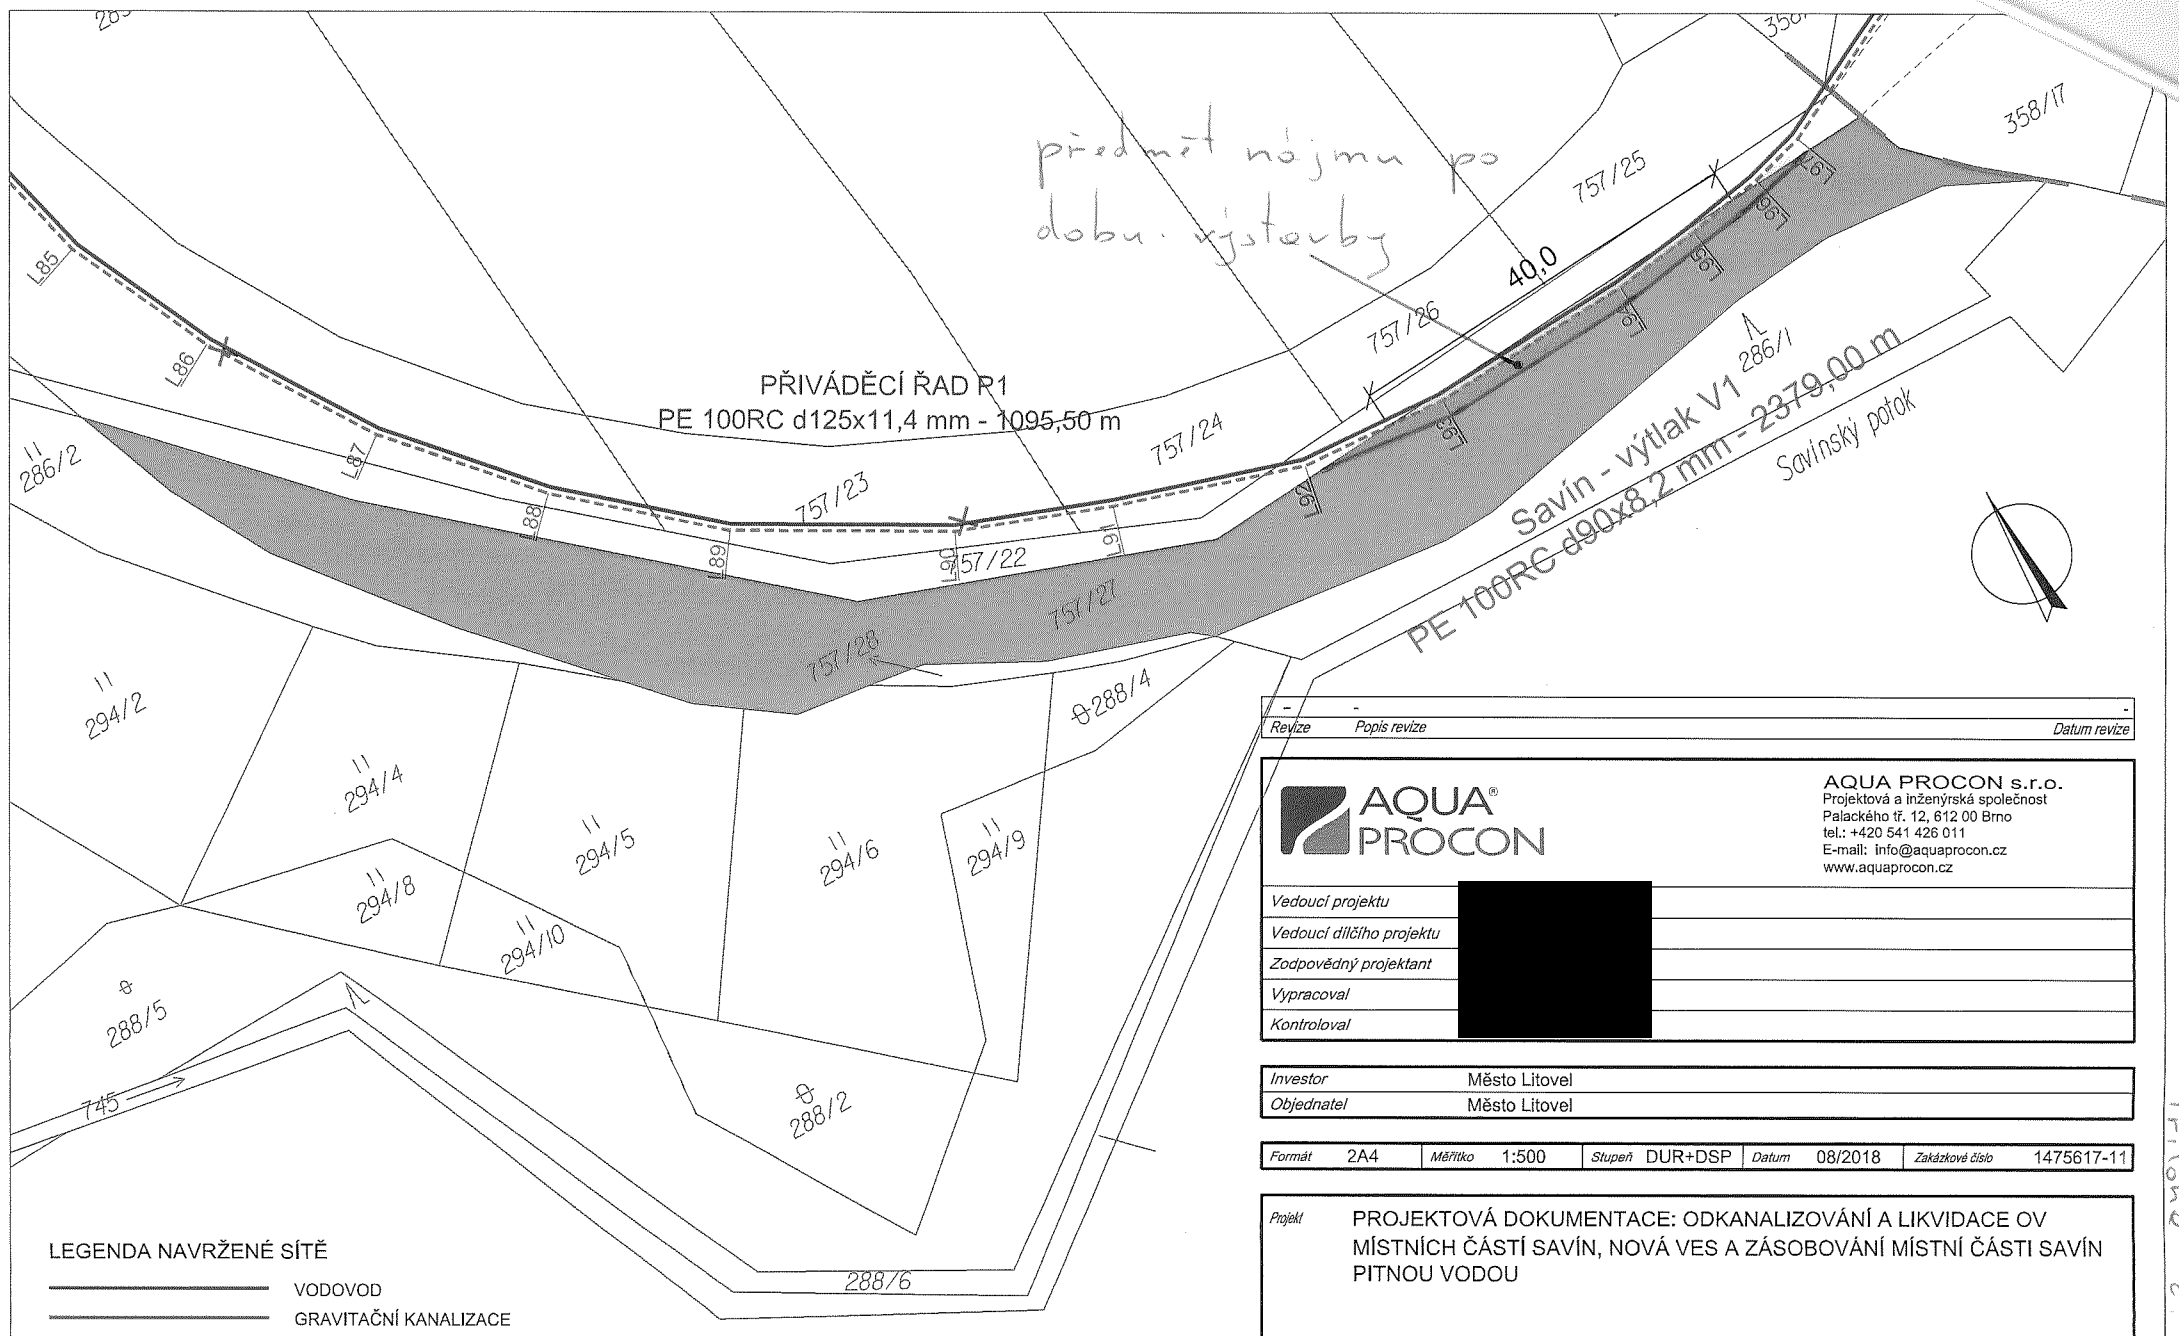 358/17
předmět nájmu po
dobu výstavby
757/25
L97
L96
L95
L94
L93
L92
L91
L90
L89
L88
L87
L86
L85
40,0
757/26
286/1
PŘIVÁDĚCÍ ŘAD P1
PE 100RC d125x11,4 mm - 1095,50 m
757/24
757/23
757/22
757/27
757/28
286/2
Savín - výtlak V1
PE 100RC d90x8,2 mm - 2379,00 m
Savínský potok
294/2
294/4
294/5
294/6
294/9
288/4
294/8
294/10
288/5
288/2
745
288/6
- - -
Revize Popis revize Datum revize
AQUA®
PROCON
AQUA PROCON s.r.o.
Projektová a inženýrská společnost
Palackého tř. 12, 612 00 Brno
tel.: +420 541 426 011
E-mail: info@aquaprocon.cz
www.aquaprocon.cz
Vedoucí projektu
Vedoucí dílčího projektu
Zodpovědný projektant
Vypracoval
Kontroloval
Investor Město Litovel
Objednatel Město Litovel
Formát 2A4 Měřítko 1:500 Stupeň DUR+DSP Datum 08/2018 Zakázkové číslo 1475617-11
Projekt PROJEKTOVÁ DOKUMENTACE: ODKANALIZOVÁNÍ A LIKVIDACE OV
MÍSTNÍCH ČÁSTÍ SAVÍN, NOVÁ VES A ZÁSOBOVÁNÍ MÍSTNÍ ČÁSTI SAVÍN
PITNOU VODOU
LEGENDA NAVRŽENÉ SÍTĚ
VODOVOD
GRAVITAČNÍ KANALIZACE